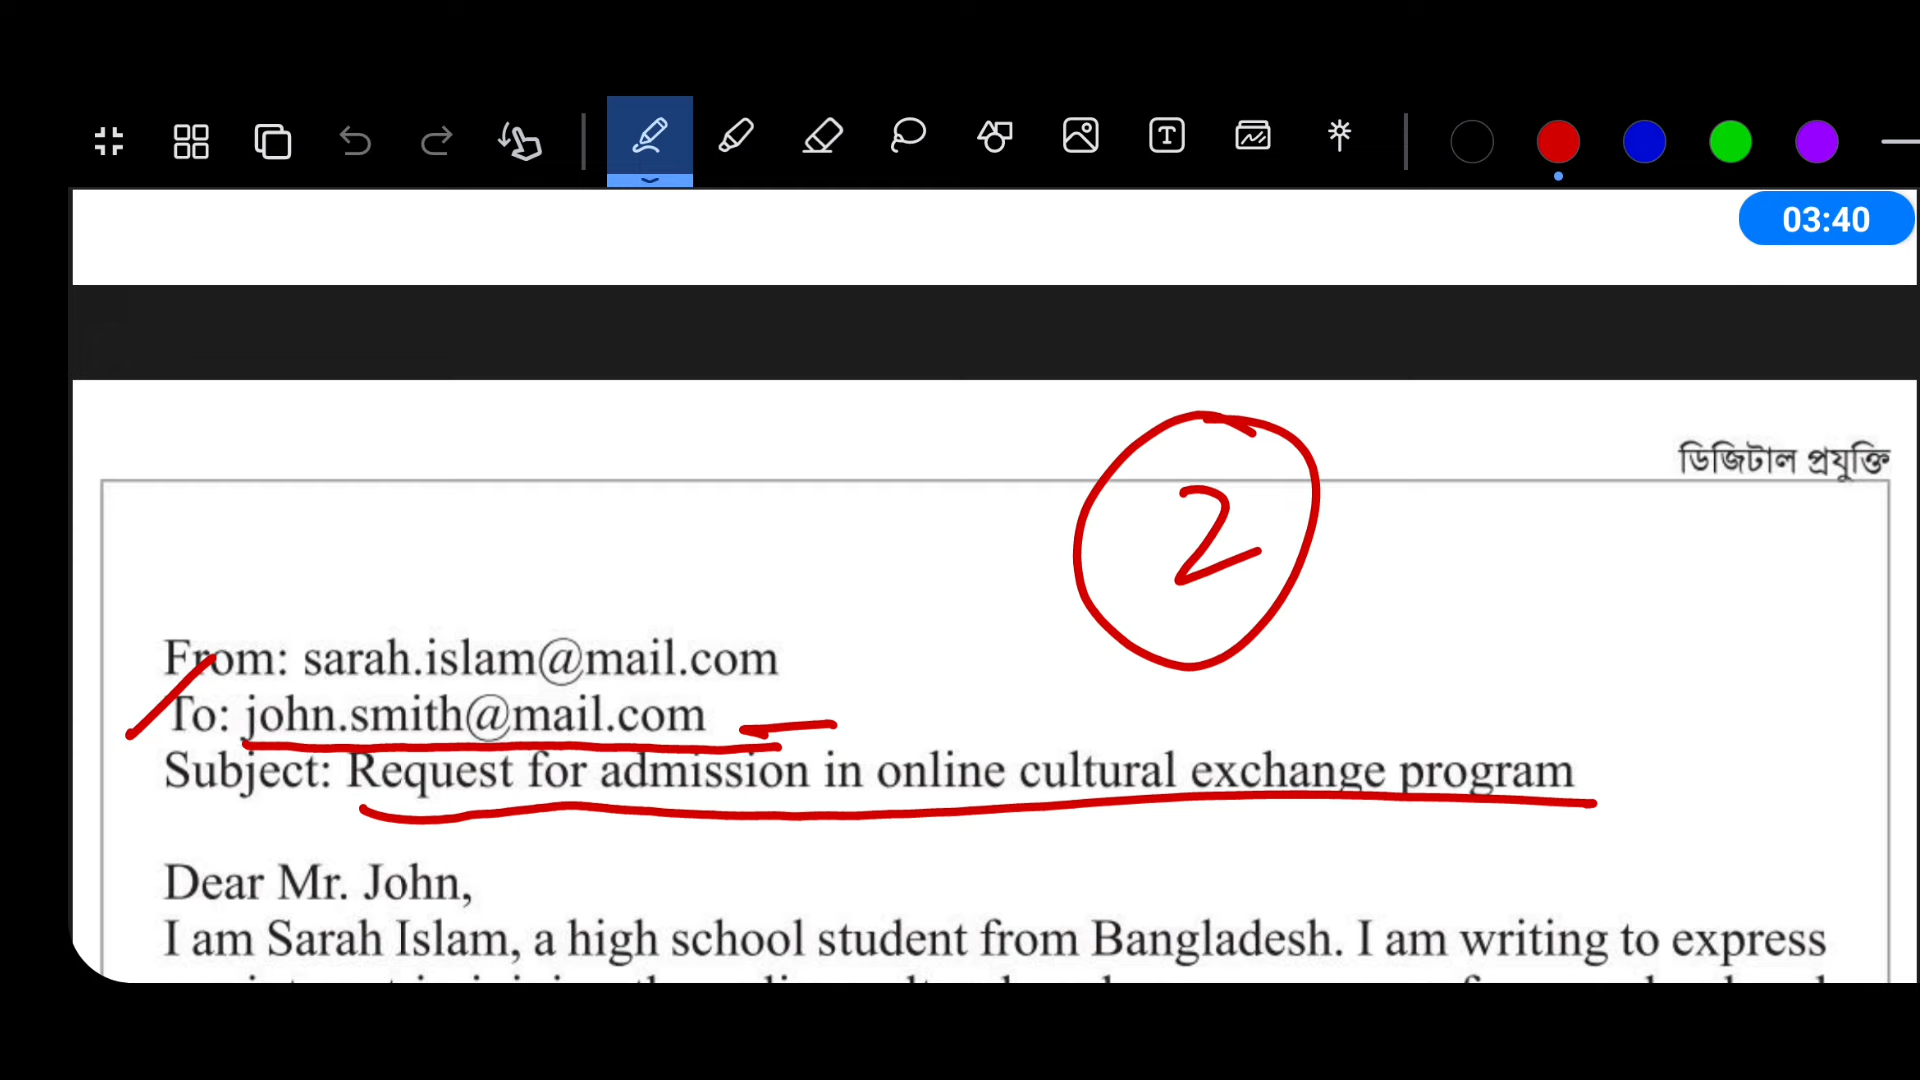 03:40
ডিজিটাল প্রযুক্তি
2
From: sarah.islam@mail.com
To: john.smith@mail.com
Subject: Request for admission in online cultural exchange program
Dear Mr. John,
I am Sarah Islam, a high school student from Bangladesh. I am writing to express